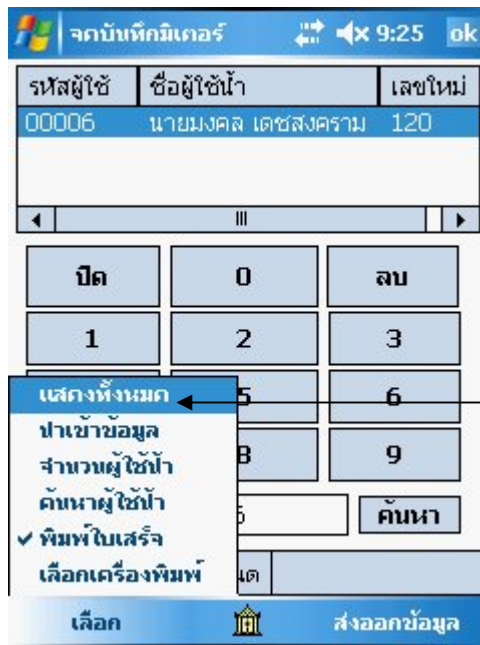 จดบันทึกมิเตอร์ 9:25 ok
รหัสผู้ใช้ ชื่อผู้ใช้น้ำ เลขใหม่
00006 นายมงคล เดชสงคราม 120
ปิด 0 ลบ
1 2 3
แสดงทั้งหมด 5 6
นำเข้าข้อมูล
จำนวนผู้ใช้น้ำ 8 9
ค้นหาผู้ใช้น้ำ 6 ค้นหา
พิมพ์ใบเสร็จ
เลือกเครื่องพิมพ์
เลือก ส่งออกข้อมูล